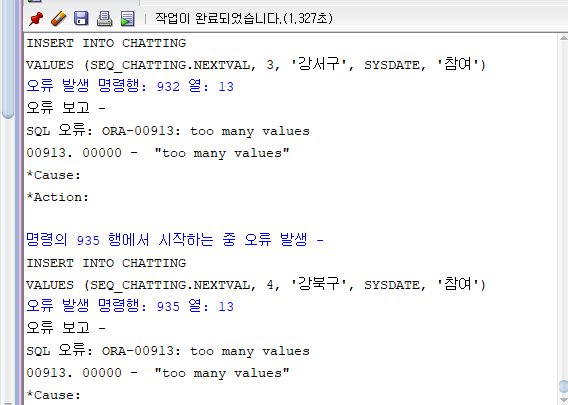 작업이 완료되었습니다.(1,327초)
INSERT INTO CHATTING
VALUES (SEQ_CHATTING.NEXTVAL, 3, '강서구', SYSDATE, '참여')
오류 발생 명령행: 932 열: 13
오류 보고 -
SQL 오류: ORA-00913: too many values
00913. 00000 -  "too many values"
*Cause:
*Action:
명령의 935 행에서 시작하는 중 오류 발생 -
INSERT INTO CHATTING
VALUES (SEQ_CHATTING.NEXTVAL, 4, '강북구', SYSDATE, '참여')
오류 발생 명령행: 935 열: 13
오류 보고 -
SQL 오류: ORA-00913: too many values
00913. 00000 -  "too many values"
*Cause: